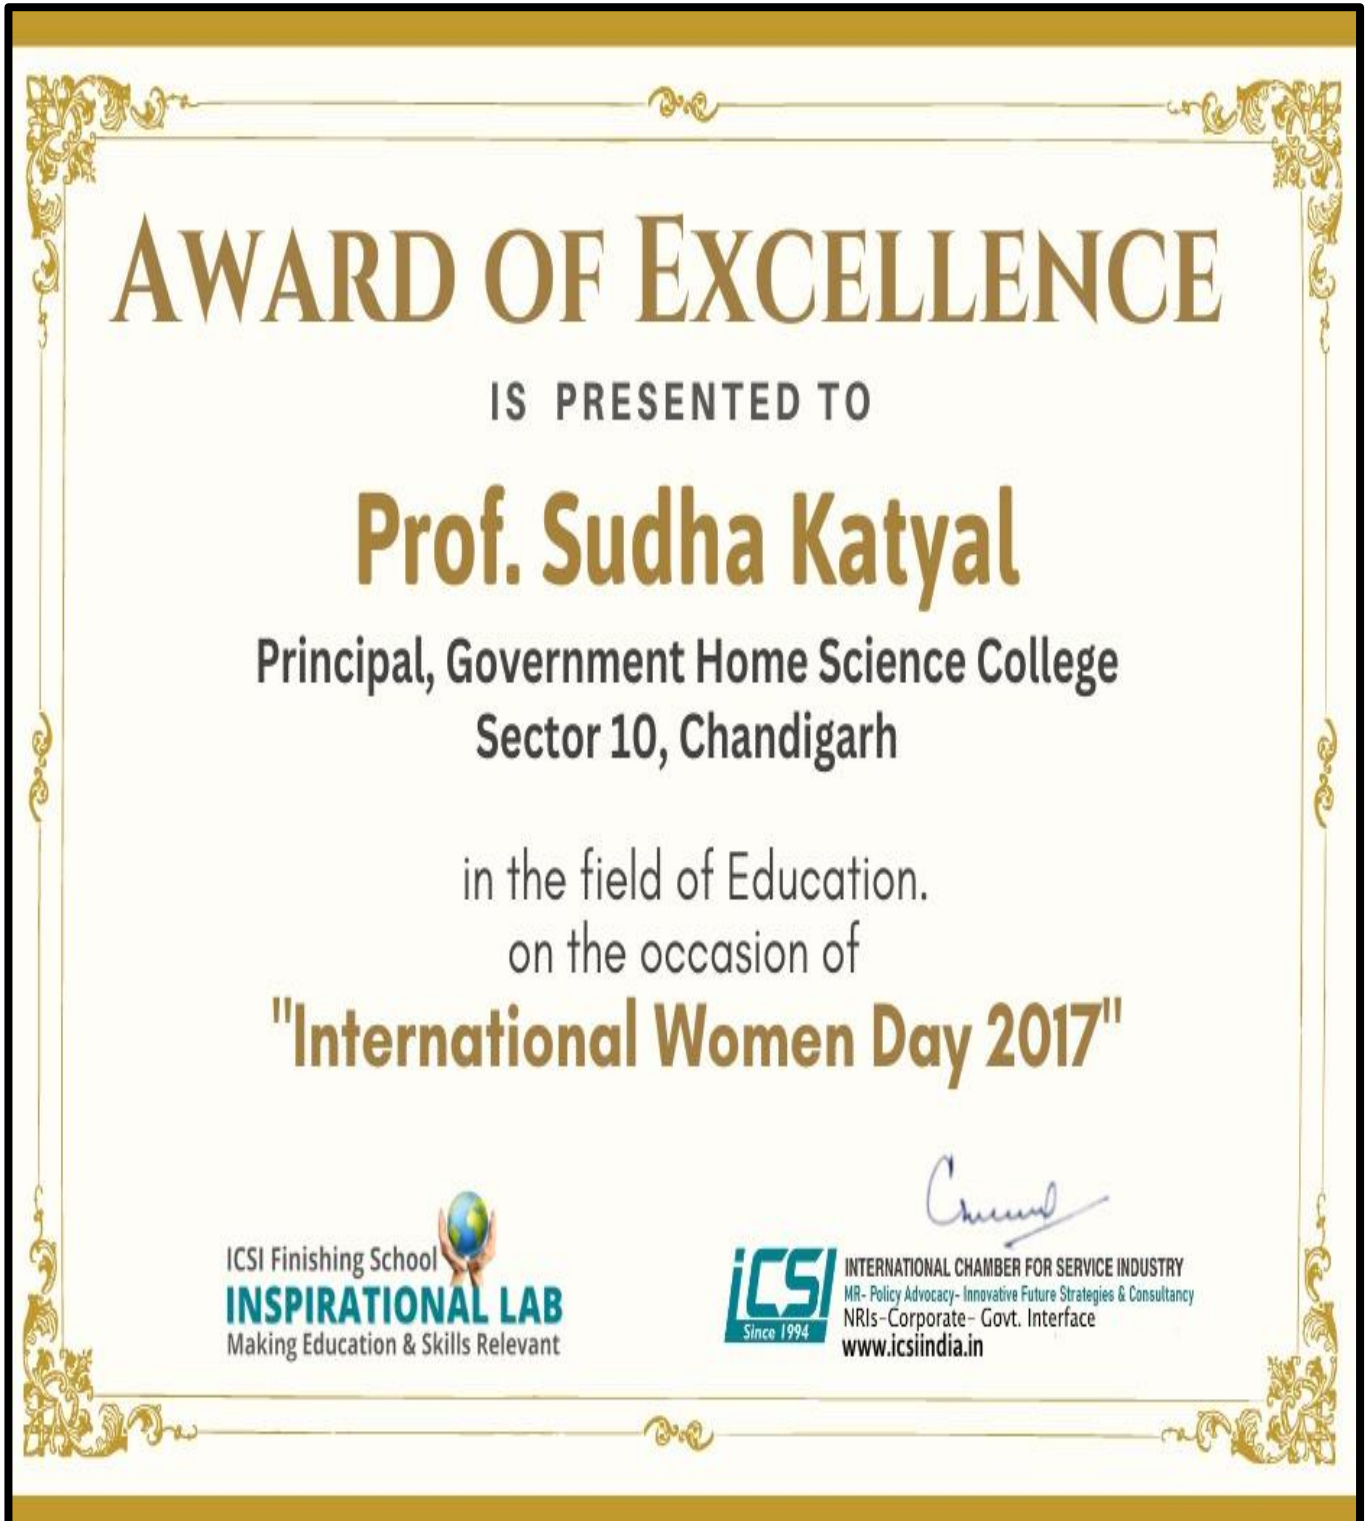 AWARD OF EXCELLENCE
IS PRESENTED TO
Prof. Sudha Katyal
Principal, Government Home Science College
Sector 10, Chandigarh
in the field of Education.
on the occasion of
"International Women Day 2017"
ICSI Finishing School
INSPIRATIONAL LAB
Making Education & Skills Relevant
iCSI
Since 1994
INTERNATIONAL CHAMBER FOR SERVICE INDUSTRY
MR- Policy Advocacy- Innovative Future Strategies & Consultancy
NRIs-Corporate- Govt. Interface
www.icsiindia.in